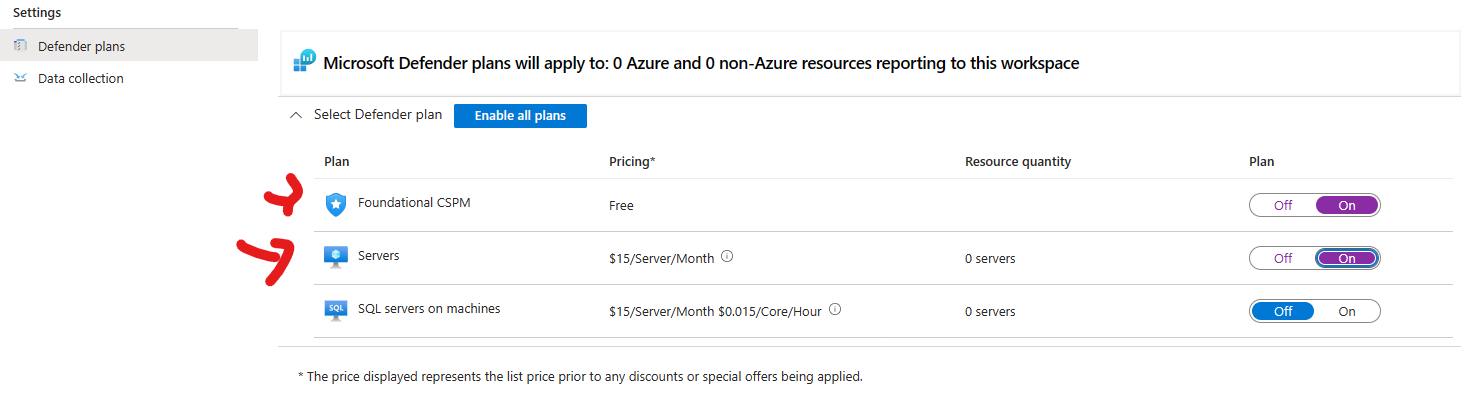 Settings
Defender plans
Data collection
Microsoft Defender plans will apply to: 0 Azure and 0 non-Azure resources reporting to this workspace
Select Defender plan Enable all plans
Plan Pricing* Resource quantity Plan
Foundational CSPM Free Off On
Servers $15/Server/Month 0 servers Off On
SQL SQL servers on machines $15/Server/Month $0.015/Core/Hour 0 servers Off On
* The price displayed represents the list price prior to any discounts or special offers being applied.